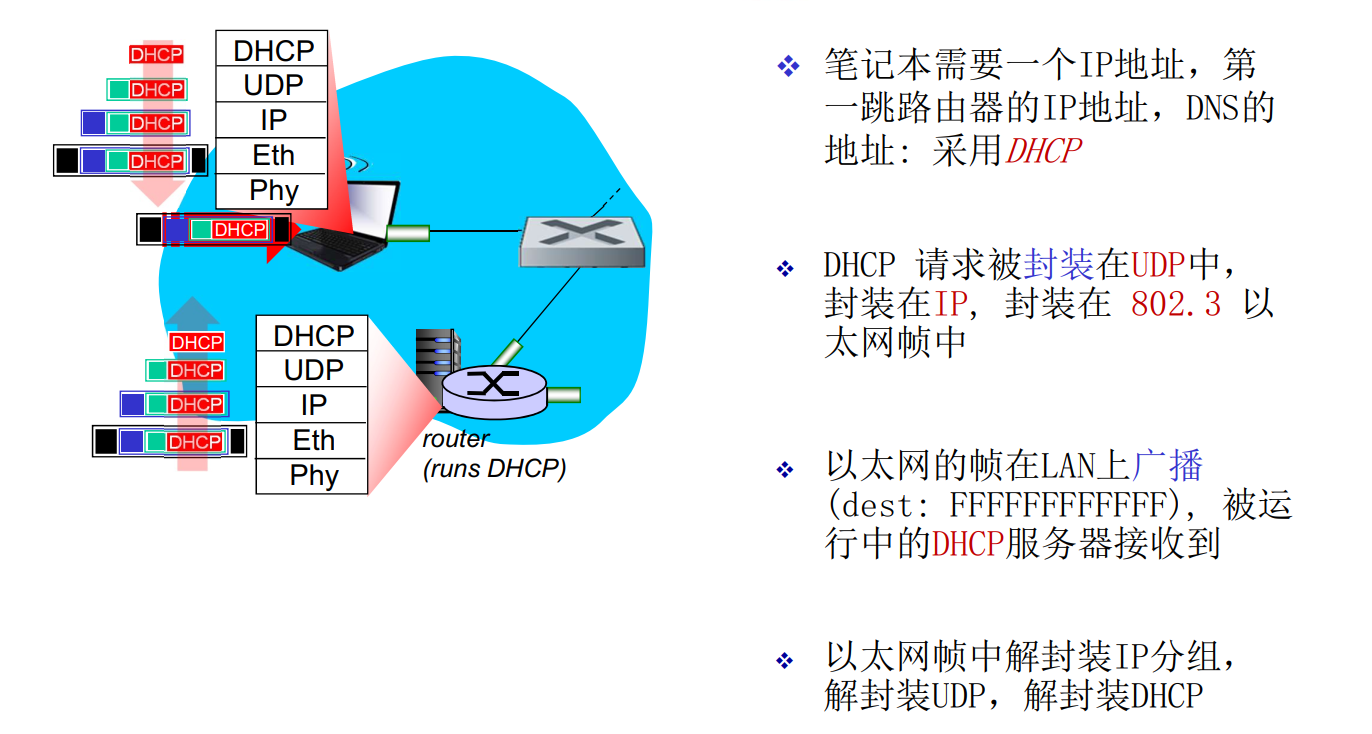 DHCP
DHCP
DHCP
DHCP
DHCP
DHCP
UDP
IP
Eth
Phy
DHCP
DHCP
DHCP
DHCP
DHCP
UDP
IP
Eth
Phy
router
(runs DHCP)
笔记本需要一个IP地址，第
一跳路由器的IP地址，DNS的
地址: 采用DHCP
DHCP 请求被封装在UDP中，
封装在IP, 封装在 802.3 以
太网帧中
以太网的帧在LAN上广播
(dest: FFFFFFFFFFFF), 被运
行中的DHCP服务器接收到
以太网帧中解封装IP分组，
解封装UDP，解封装DHCP